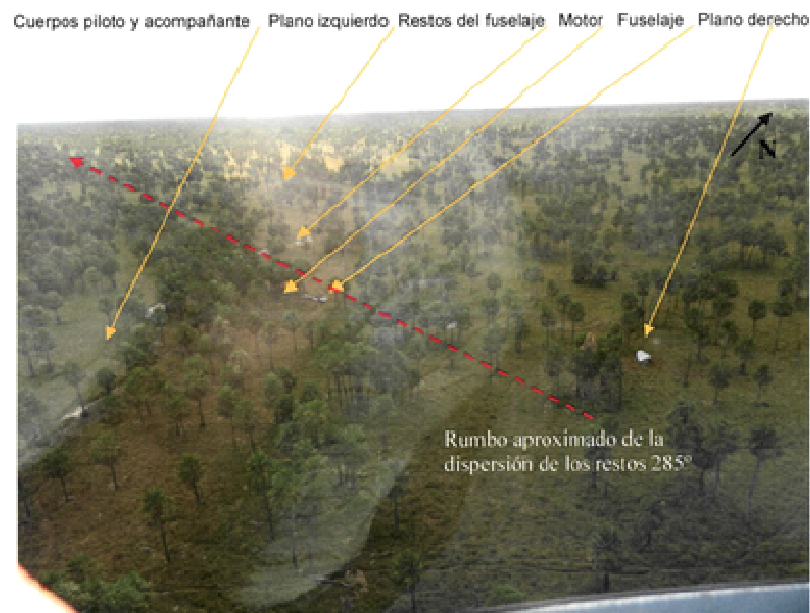 Cuerpos piloto y acompañante Plano izquierdo Restos del fuselaje Motor Fuselaje Plano derecho
N
Rumbo aproximado de la
dispersión de los restos 285º